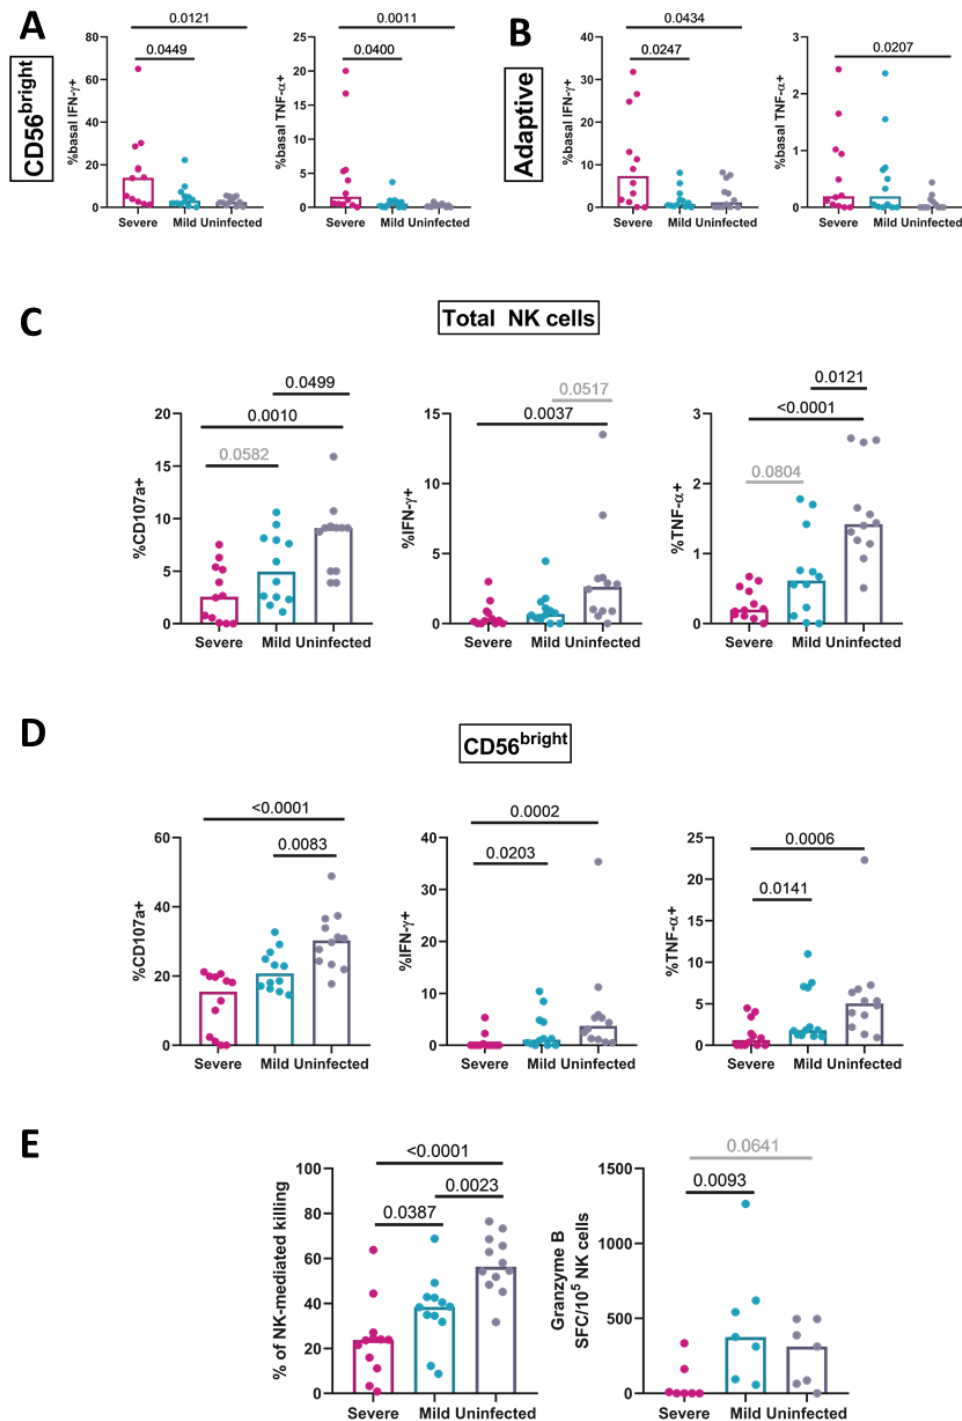 A
B
CD56bright
Adaptive
0.0121
0.0449
%basal IFN-γ+
80
60
40
20
0
Severe Mild Uninfected
0.0011
0.0400
%basal TNF-α+
25
20
15
10
5
0
Severe Mild Uninfected
0.0434
0.0247
%basal IFN-γ+
40
30
20
10
0
Severe Mild Uninfected
0.0207
%basal TNF-α+
3
2
1
0
Severe Mild Uninfected
C
Total NK cells
0.0499
0.0010
0.0582
%CD107a+
20
15
10
5
0
Severe Mild Uninfected
0.0517
0.0037
%IFN-γ+
15
10
5
0
Severe Mild Uninfected
0.0121
<0.0001
0.0804
%TNF-α+
3
2
1
0
Severe Mild Uninfected
D
CD56bright
<0.0001
0.0083
%CD107a+
60
40
20
0
Severe Mild Uninfected
0.0002
0.0203
%IFN-γ+
40
30
20
10
0
Severe Mild Uninfected
0.0006
0.0141
%TNF-α+
25
20
15
10
5
0
Severe Mild Uninfected
E
<0.0001
0.0023
0.0387
% of NK-mediated killing
100
80
60
40
20
0
Severe Mild Uninfected
0.0641
0.0093
Granzyme B
SFC/10⁵ NK cells
1500
1000
500
0
Severe Mild Uninfected